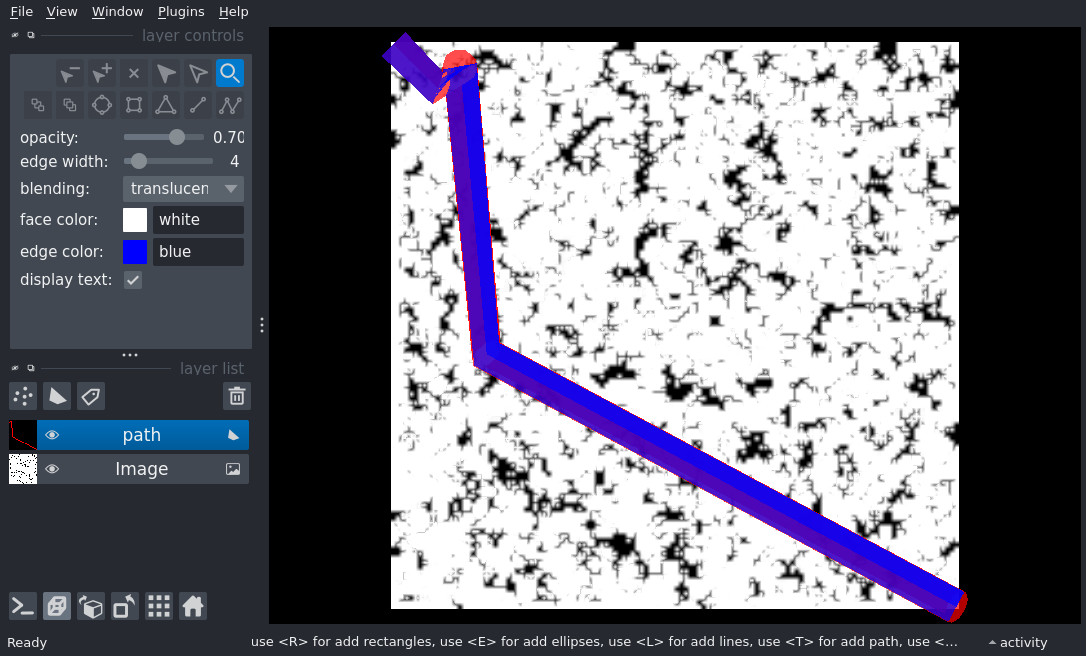 File View Window Plugins Help
layer controls
opacity: 0.70
edge width: 4
blending: translucen
face color: white
edge color: blue
display text:
layer list
path
Image
Ready
use <R> for add rectangles, use <E> for add ellipses, use <L> for add lines, use <T> for add path, use <...
activity